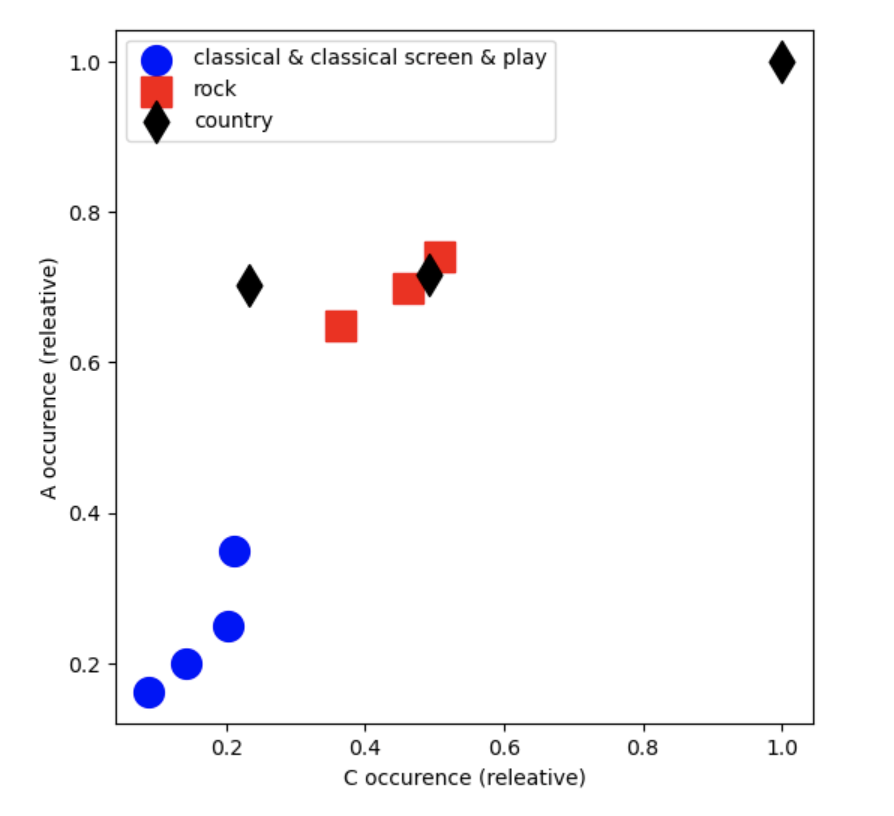 classical & classical screen & play
rock
country
1.0
0.8
0.6
0.4
0.2
A occurence (releative)
0.2 0.4 0.6 0.8 1.0
C occurence (releative)